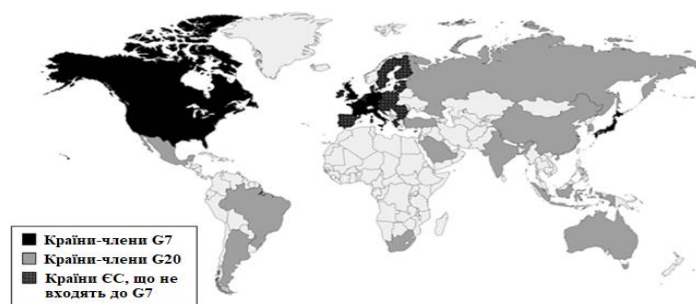 Країни-члени G7
Країни-члени G20
Країни ЄС, що не
входять до G7